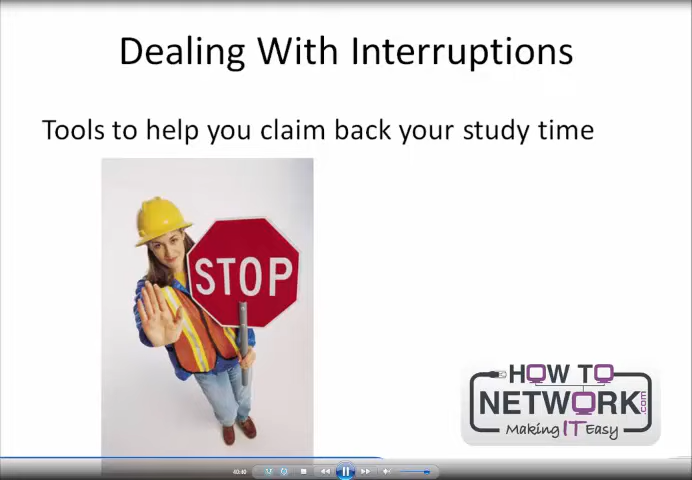 Dealing With Interruptions
Tools to help you claim back your study time
STOP
HOW TO
NETWORK.com
Making IT Easy